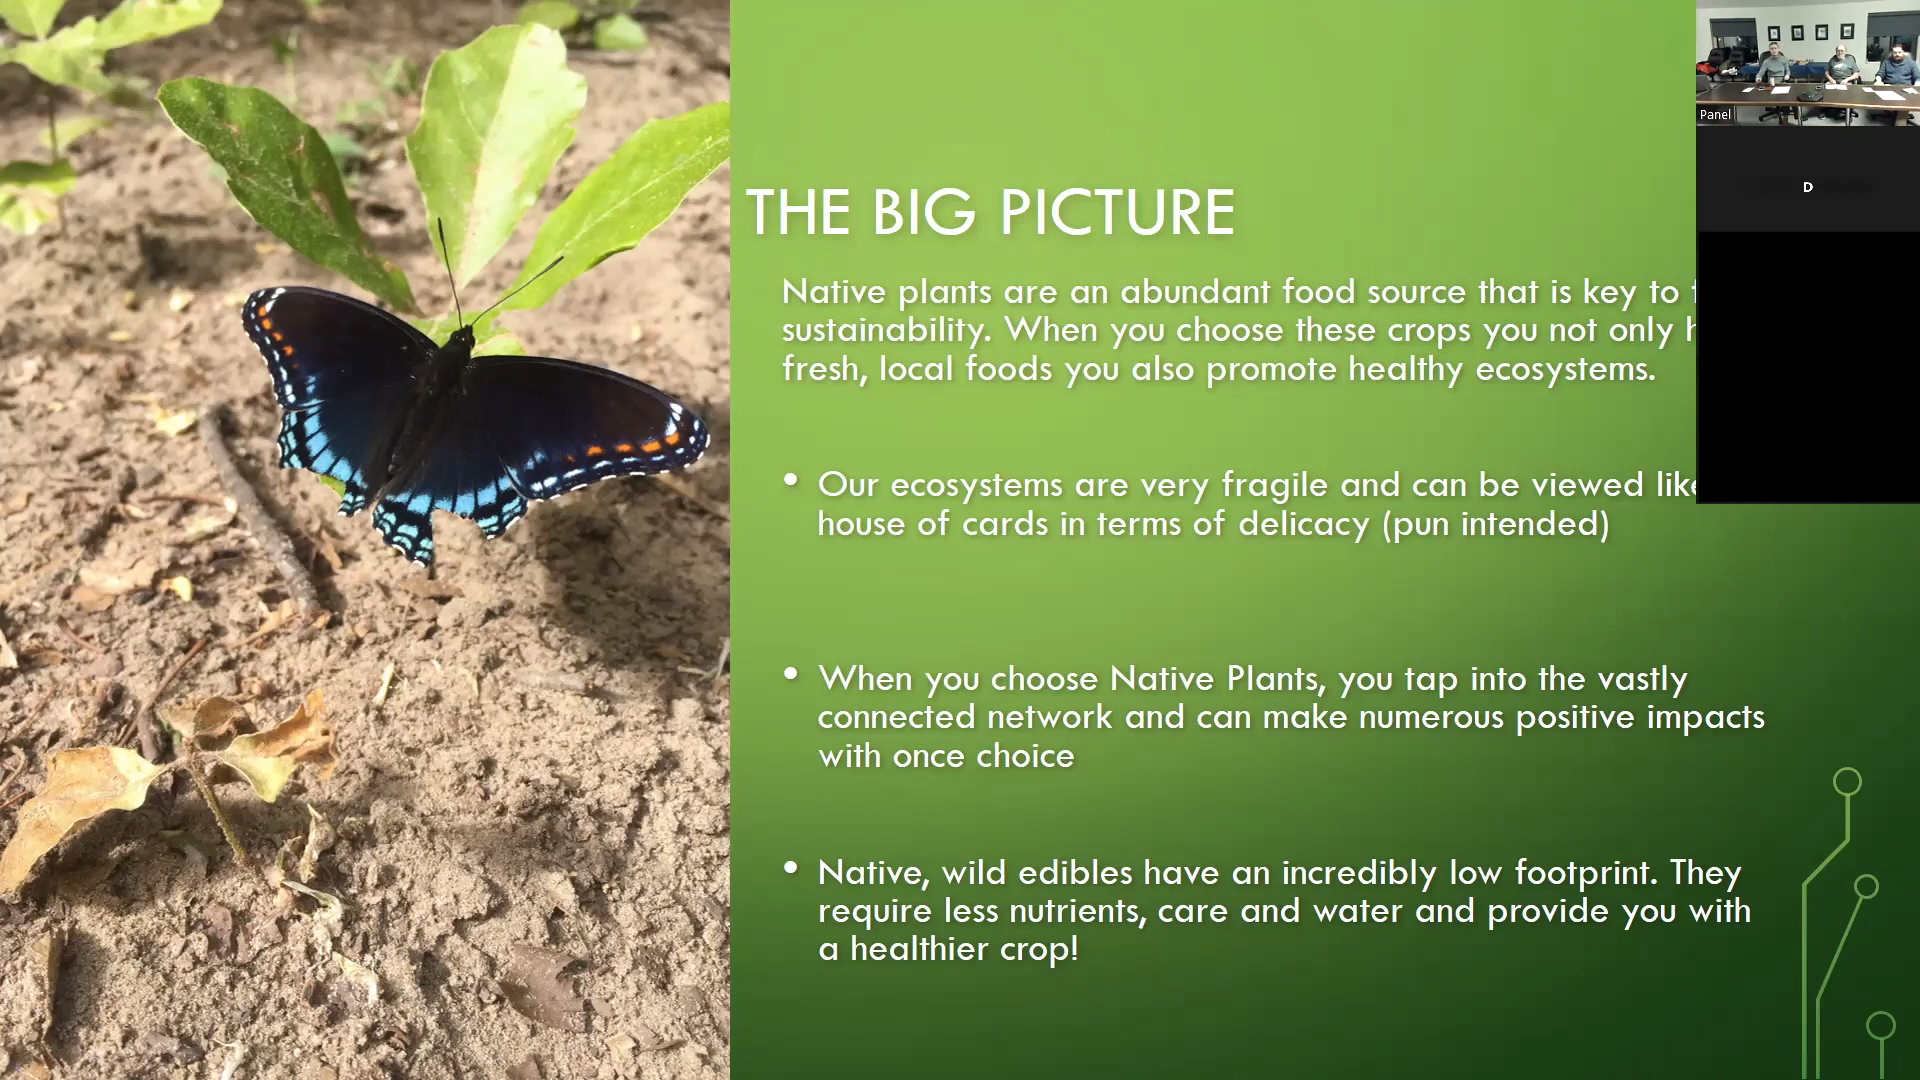 THE BIG PICTURE
Native plants are an abundant food source that is key to
sustainability. When you choose these crops you not only
fresh, local foods you also promote healthy ecosystems.
• Our ecosystems are very fragile and can be viewed like
house of cards in terms of delicacy (pun intended)
• When you choose Native Plants, you tap into the vastly
connected network and can make numerous positive impacts
with once choice
• Native, wild edibles have an incredibly low footprint. They
require less nutrients, care and water and provide you with
a healthier crop!
Panel
D